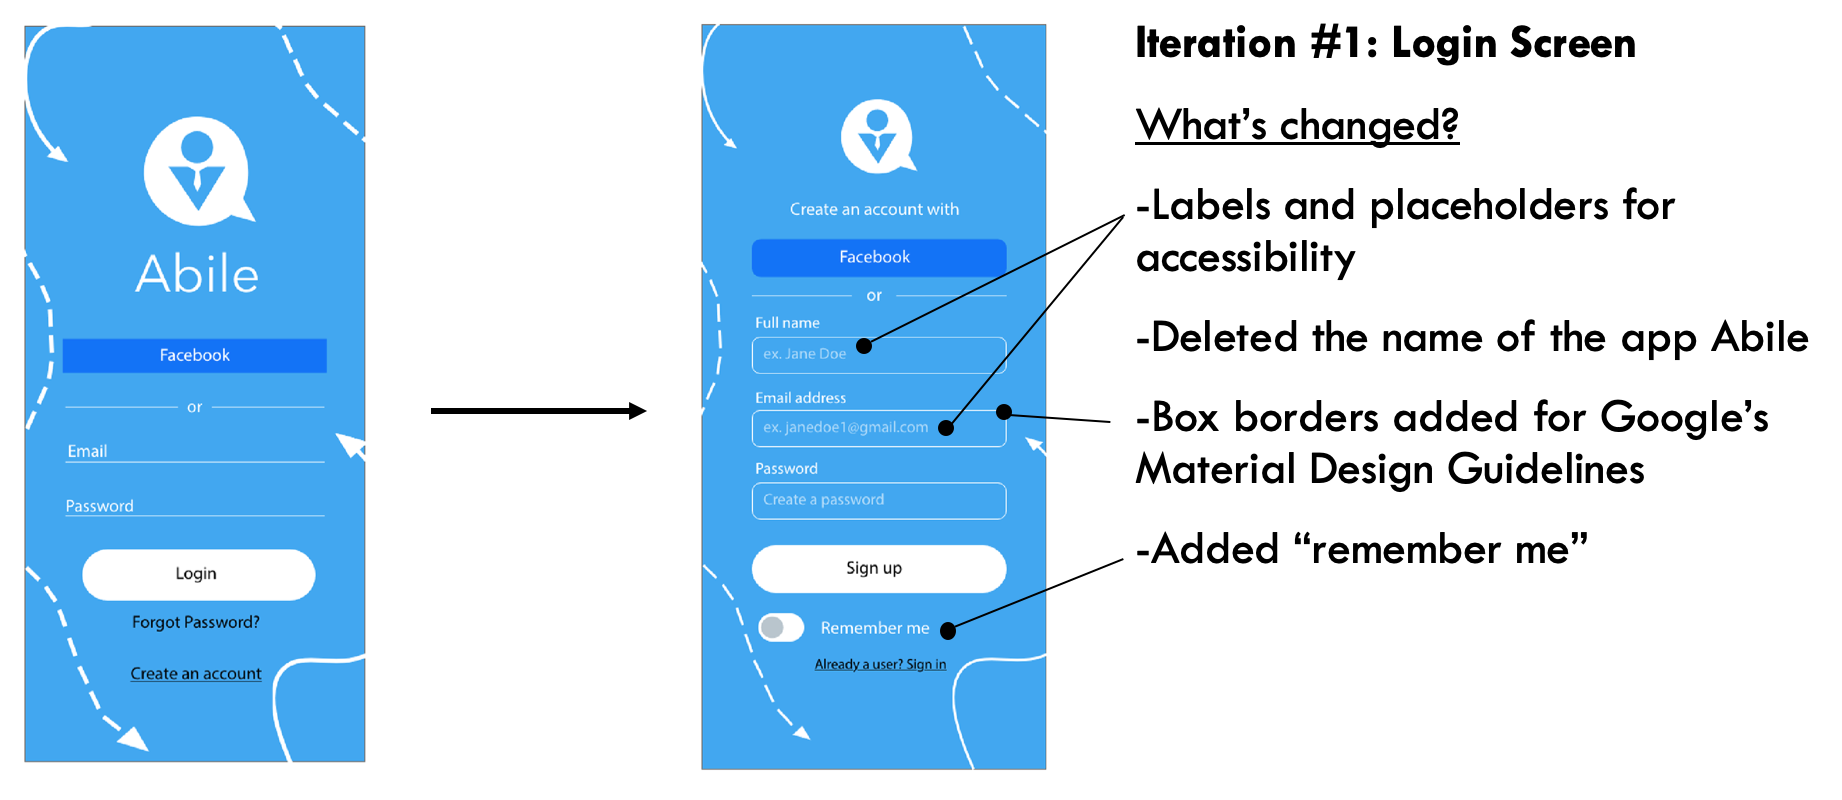 Abile
Facebook
or
Email
Password
Login
Forgot Password?
Create an account
Create an account with
Facebook
or
Full name
ex. Jane Doe
Email address
ex. janedoe1@gmail.com
Password
Create a password
Sign up
Remember me
Already a user? Sign in
Iteration #1: Login Screen
What’s changed?
-Labels and placeholders for
accessibility
-Deleted the name of the app Abile
-Box borders added for Google’s
Material Design Guidelines
-Added “remember me”